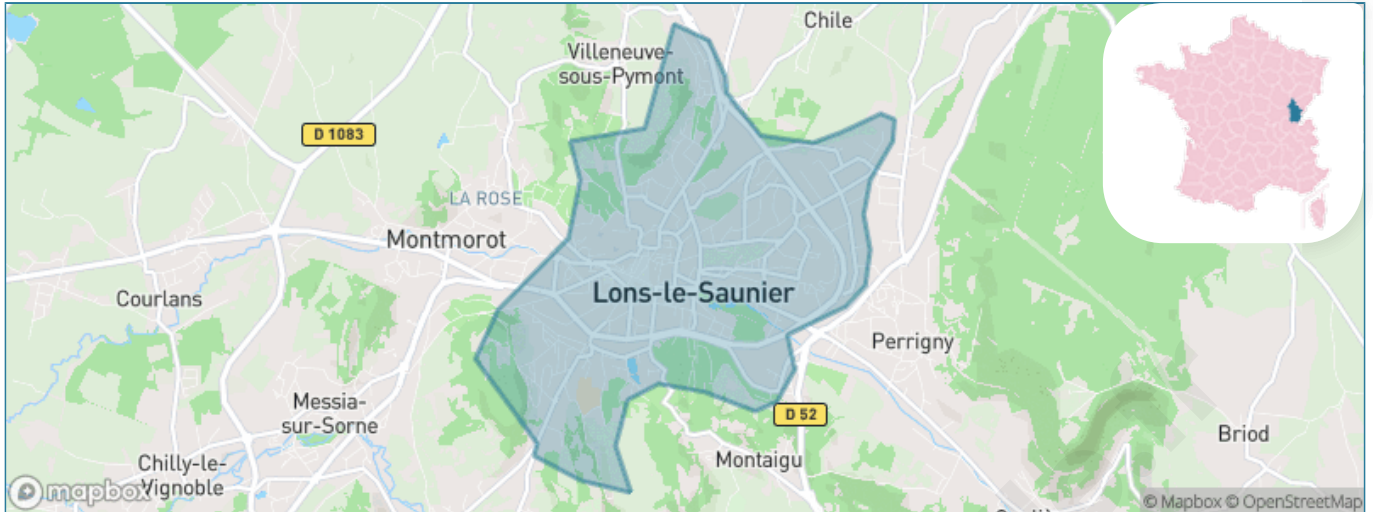 Chile
Villeneuve-
sous-Pymont
D 1083
LA ROSE
Montmorot
Lons-le-Saunier
Courlans
Perrigny
Messia-
sur-Sorne
D 52
Briod
Montaigu
Chilly-le-
Vignoble
mapbox
© Mapbox © OpenStreetMap